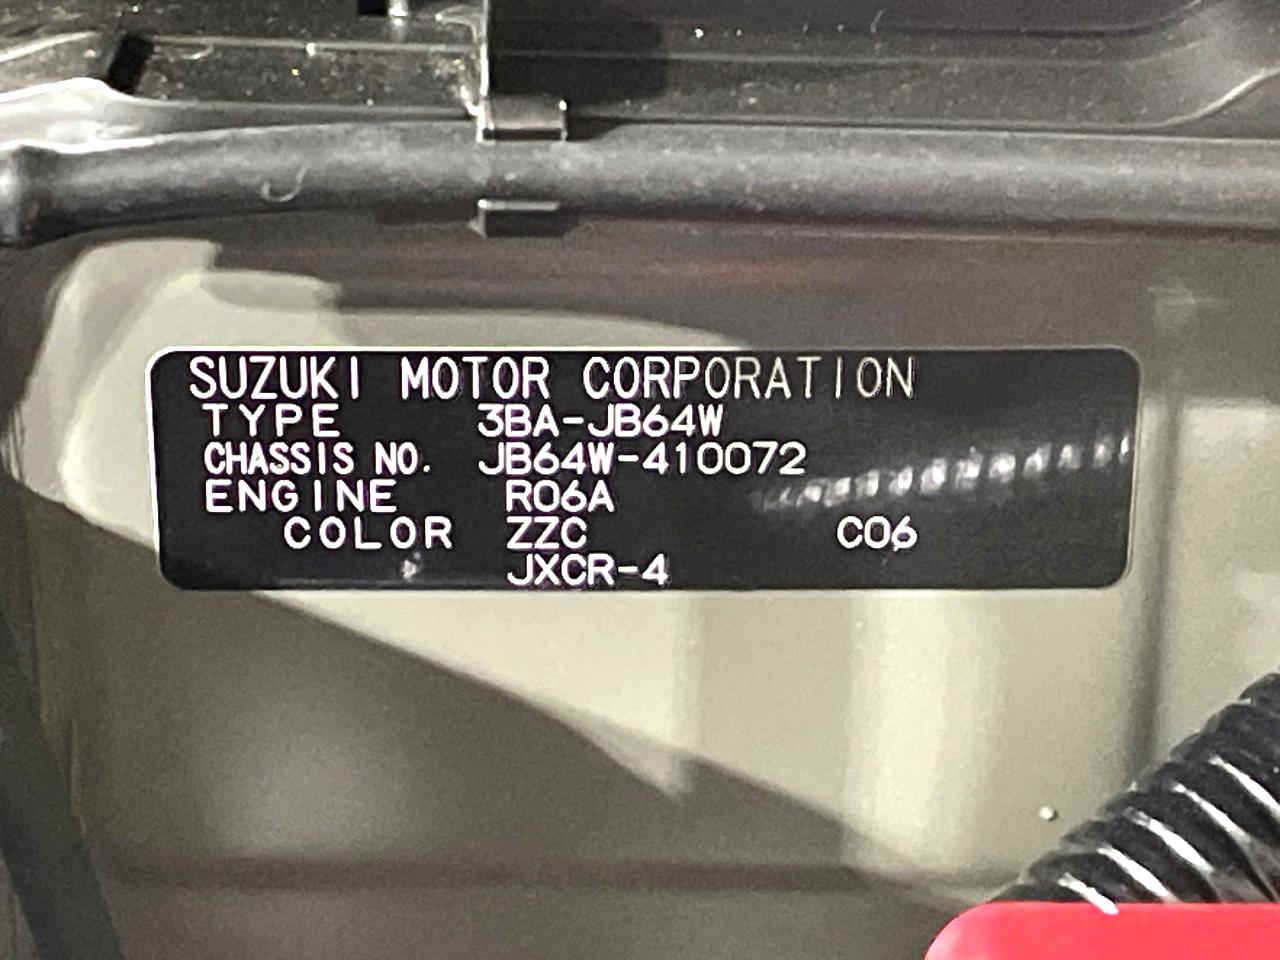 SUZUKI MOTOR CORPORATION
TYPE 3BA-JB64W
CHASSIS NO. JB64W-410072
ENGINE R06A
COLOR ZZC C06
JXCR-4